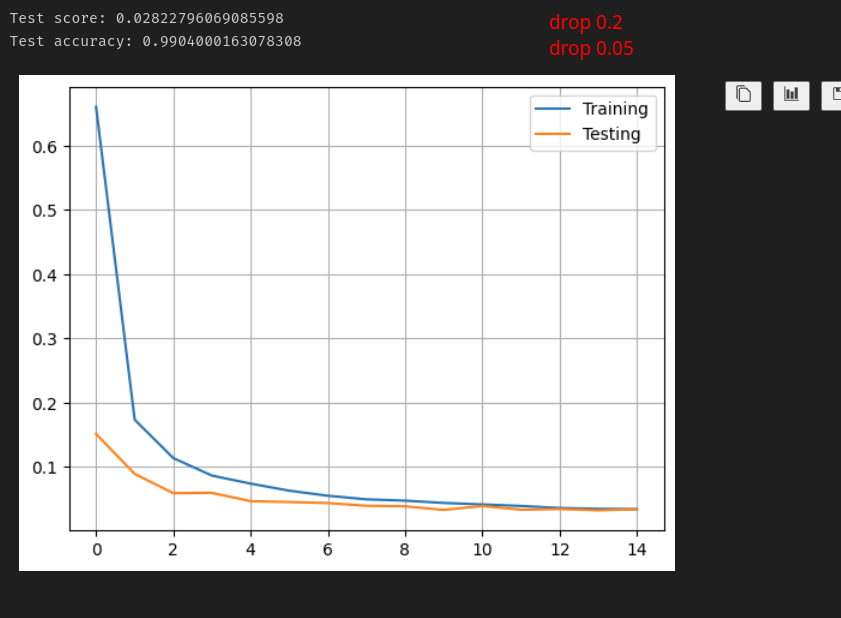 Test score: 0.02822796069085598
Test accuracy: 0.9904000163078308
drop 0.2
drop 0.05
Training
Testing
0.6
0.5
0.4
0.3
0.2
0.1
0 2 4 6 8 10 12 14